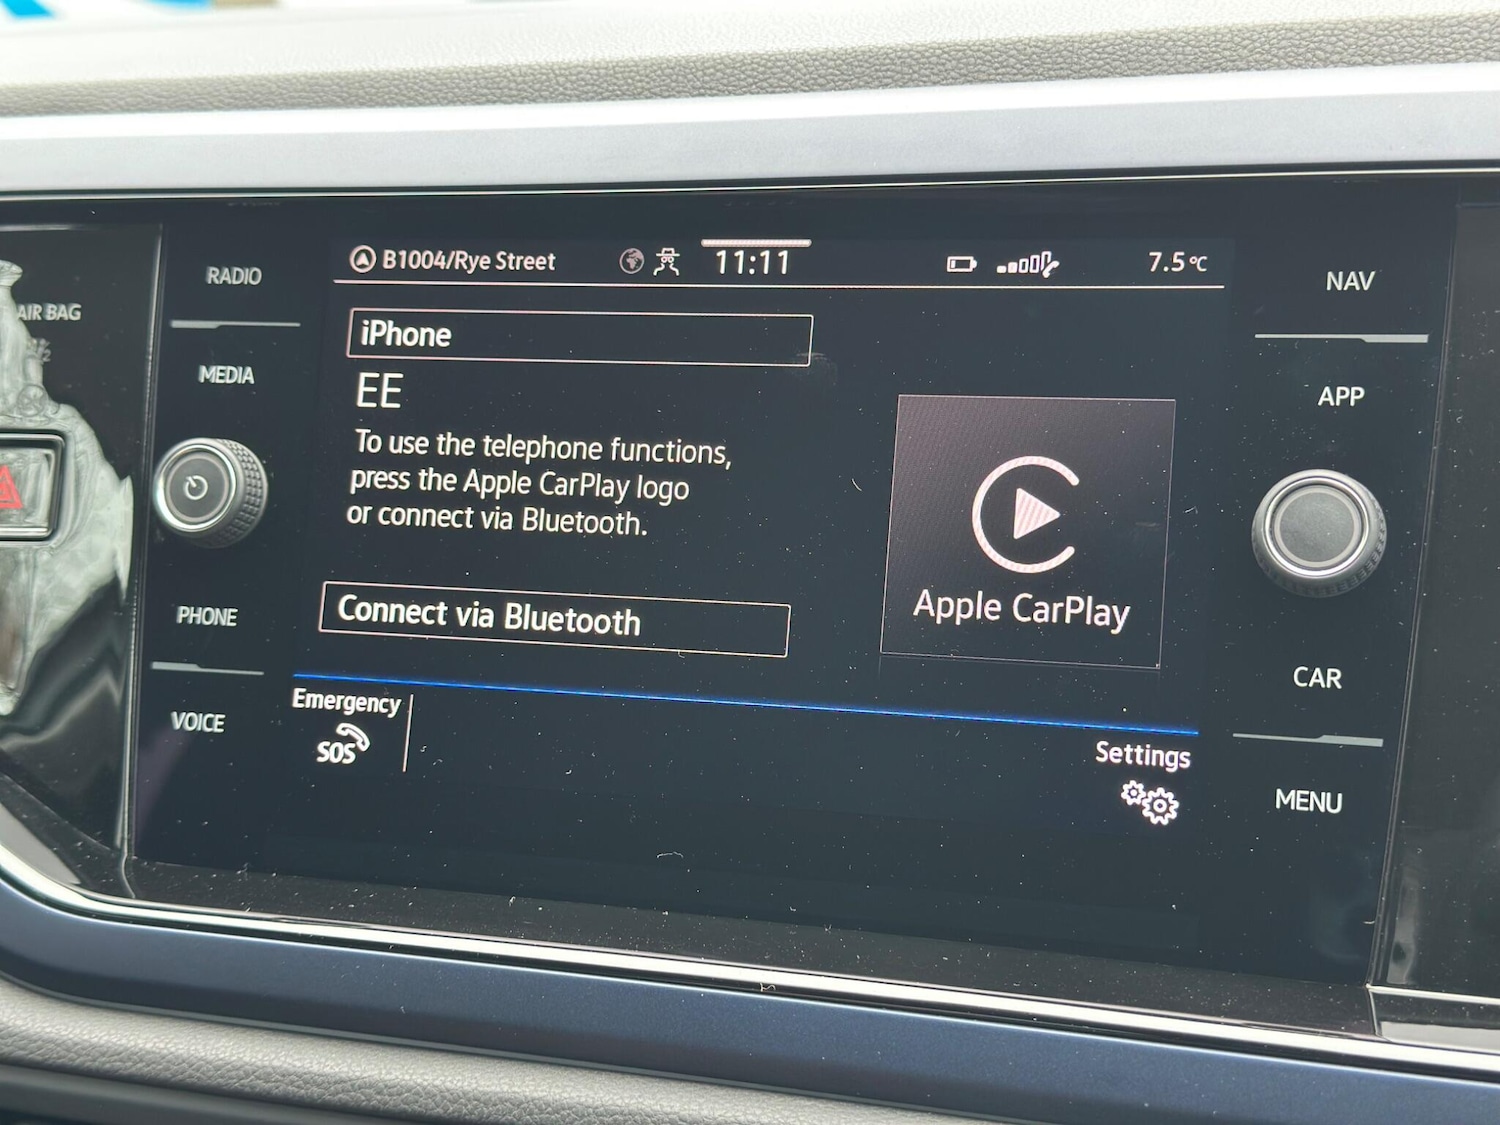 AIR BAG
RADIO
MEDIA
PHONE
VOICE
B1004/Rye Street
11:11
7.5°C
iPhone
EE
To use the telephone functions,
press the Apple CarPlay logo
or connect via Bluetooth.
Connect via Bluetooth
Apple CarPlay
Emergency
SOS
Settings
NAV
APP
CAR
MENU